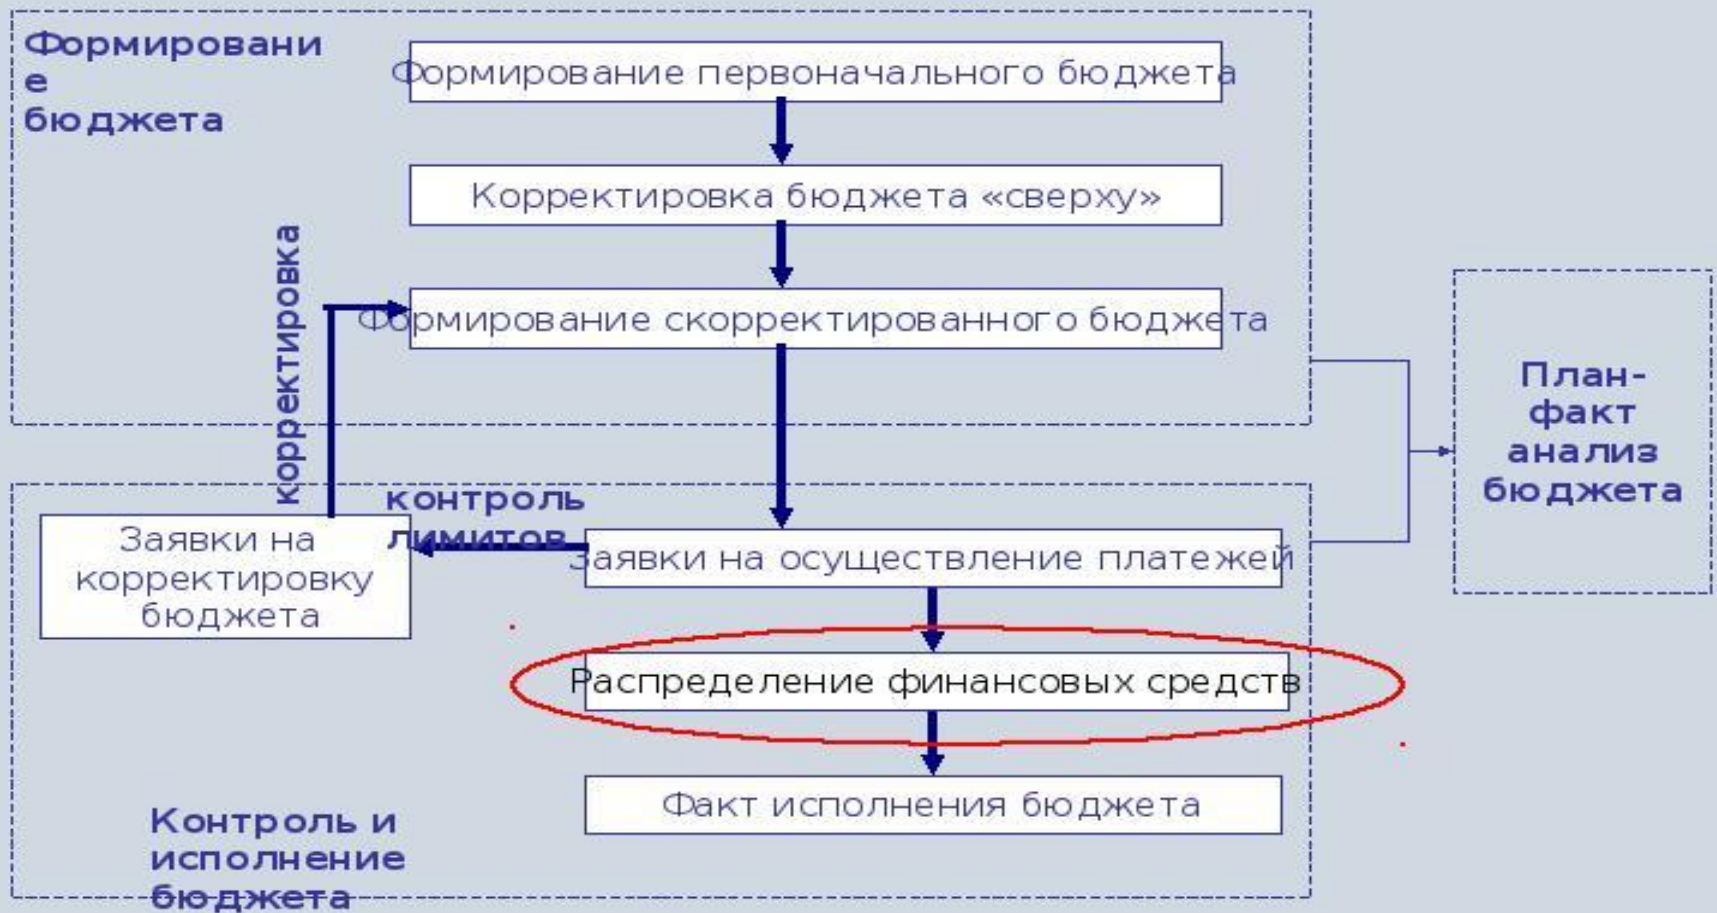 Формировани
е
бюджета
Формирование первоначального бюджета
Корректировка бюджета «сверху»
Формирование скорректированного бюджета
корректировка
План-
факт
анализ
бюджета
контроль
лимитов
Заявки на
корректировку
бюджета
Заявки на осуществление платежей
Распределение финансовых средств
Факт исполнения бюджета
Контроль и
исполнение
бюджета